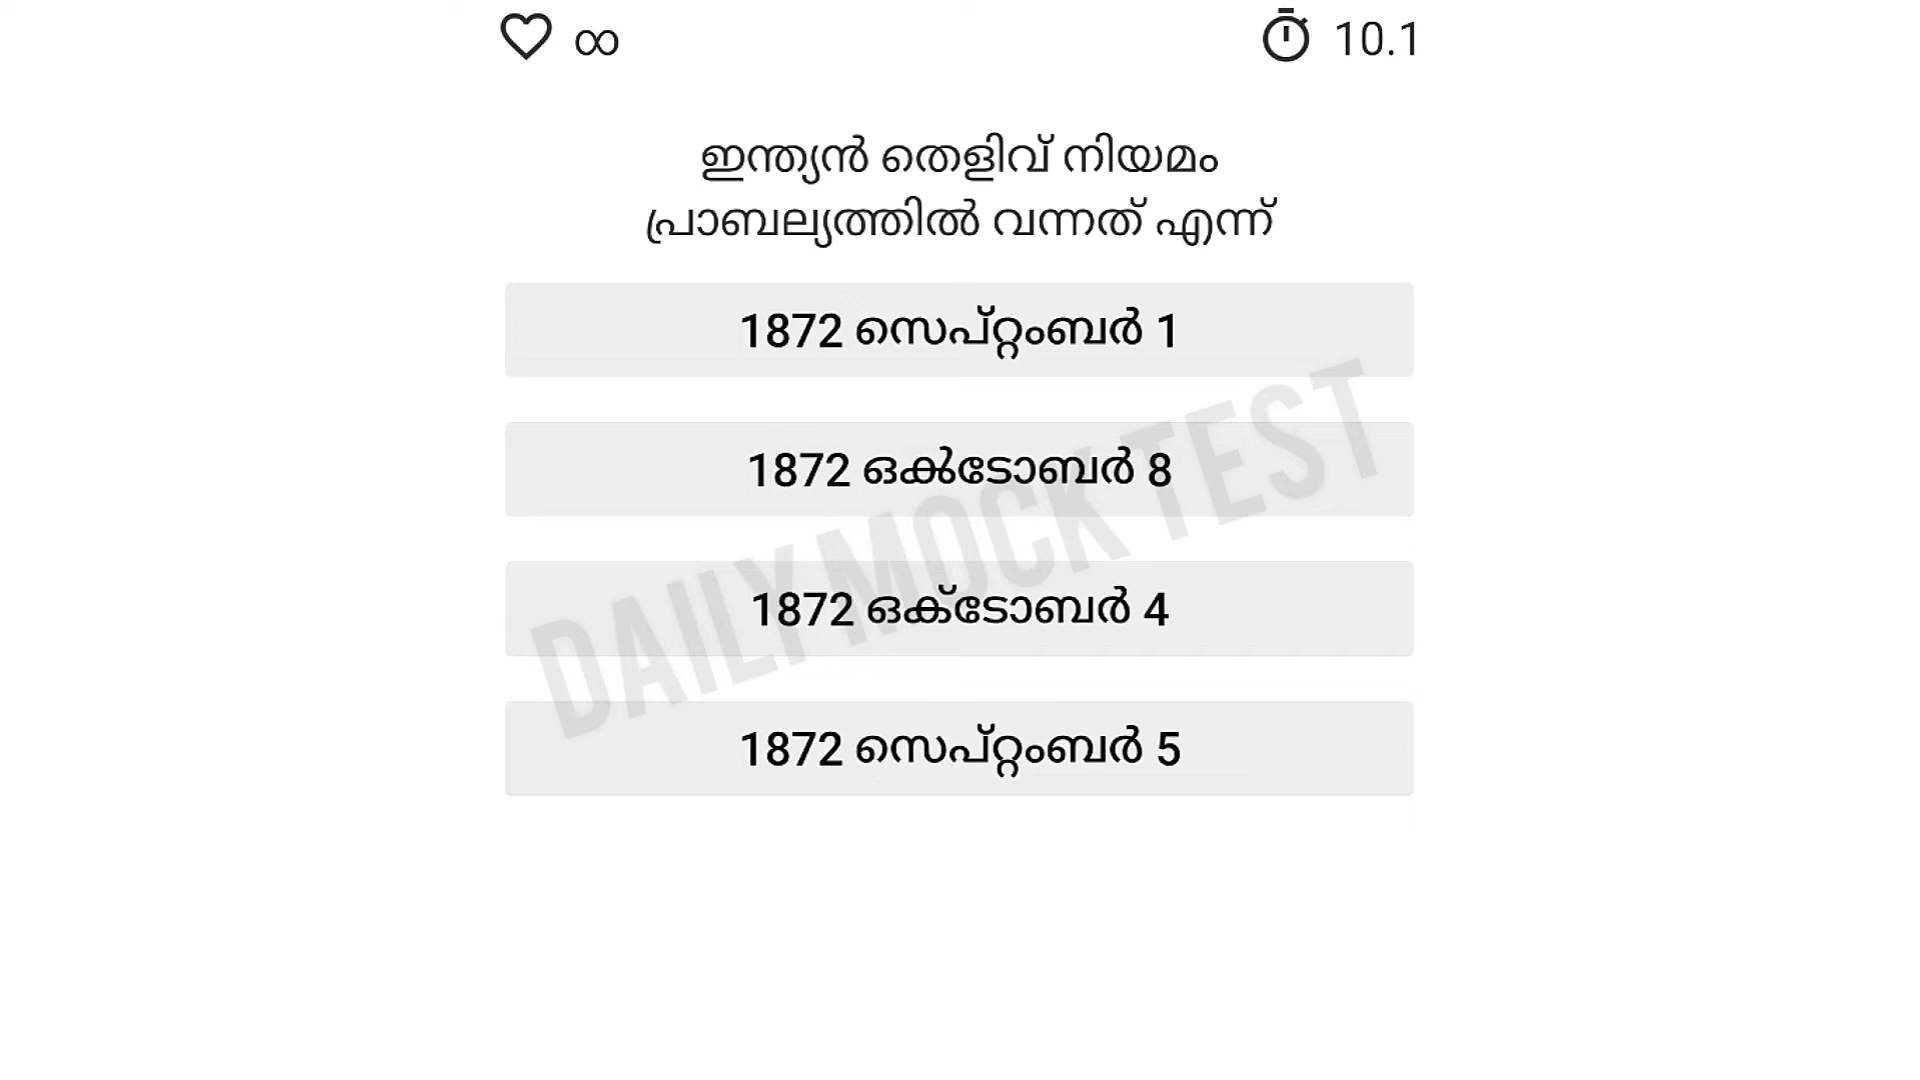 ∞ 10.1
ഇന്ത്യൻ തെളിവ് നിയമം
പ്രാബല്യത്തിൽ വന്നത് എന്ന്
1872 സെപ്റ്റംബർ 1
1872 ഒൿടോബർ 8
1872 ഒക്ടോബർ 4
1872 സെപ്റ്റംബർ 5
DAILY MOCK TEST